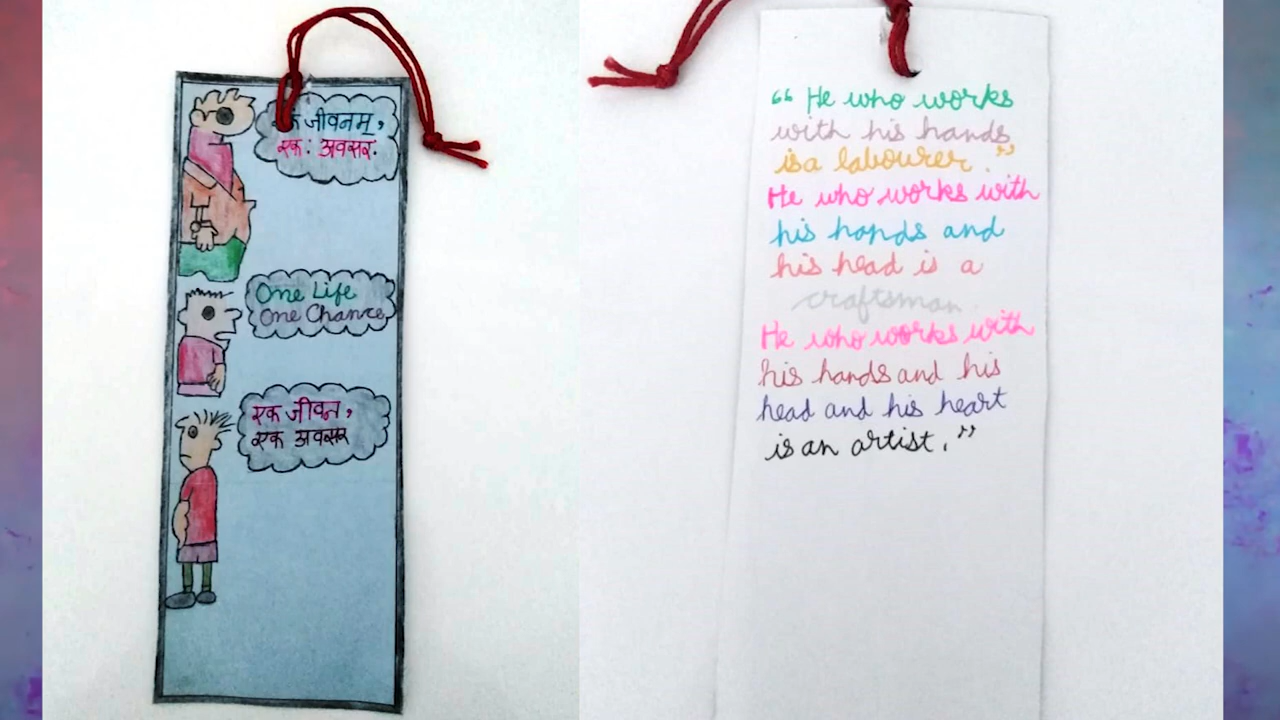 एक जीवनम्,
एक: अवसर:
One Life
One Chance
एक जीवन,
एक अवसर
“ He who works
with his hands
is a labourer.”
He who works with
his hands and
his head is a
craftsman
He who works with
his hands and his
head and his heart
is an artist.”